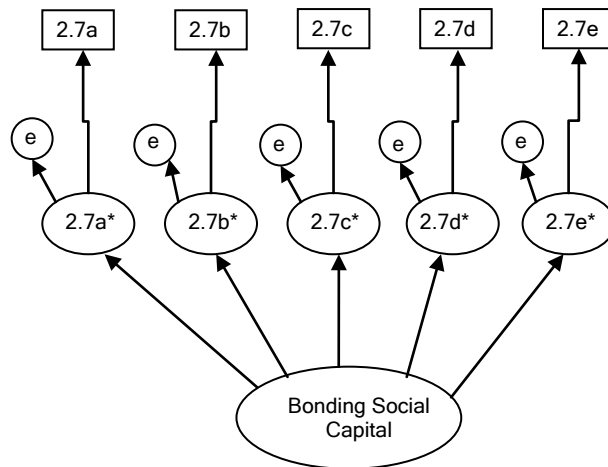 2.7a 2.7b 2.7c 2.7d 2.7e
e e e e e
2.7a* 2.7b* 2.7c* 2.7d* 2.7e*
Bonding Social
Capital